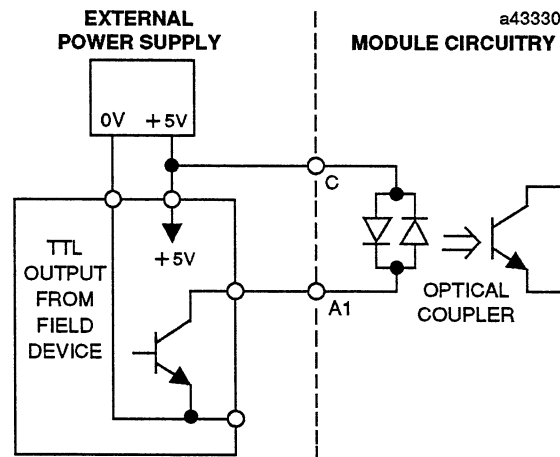 EXTERNAL
POWER SUPPLY
a43330
MODULE CIRCUITRY
0V +5V
C
+5V
TTL
OUTPUT
FROM
FIELD
DEVICE
A1
OPTICAL
COUPLER